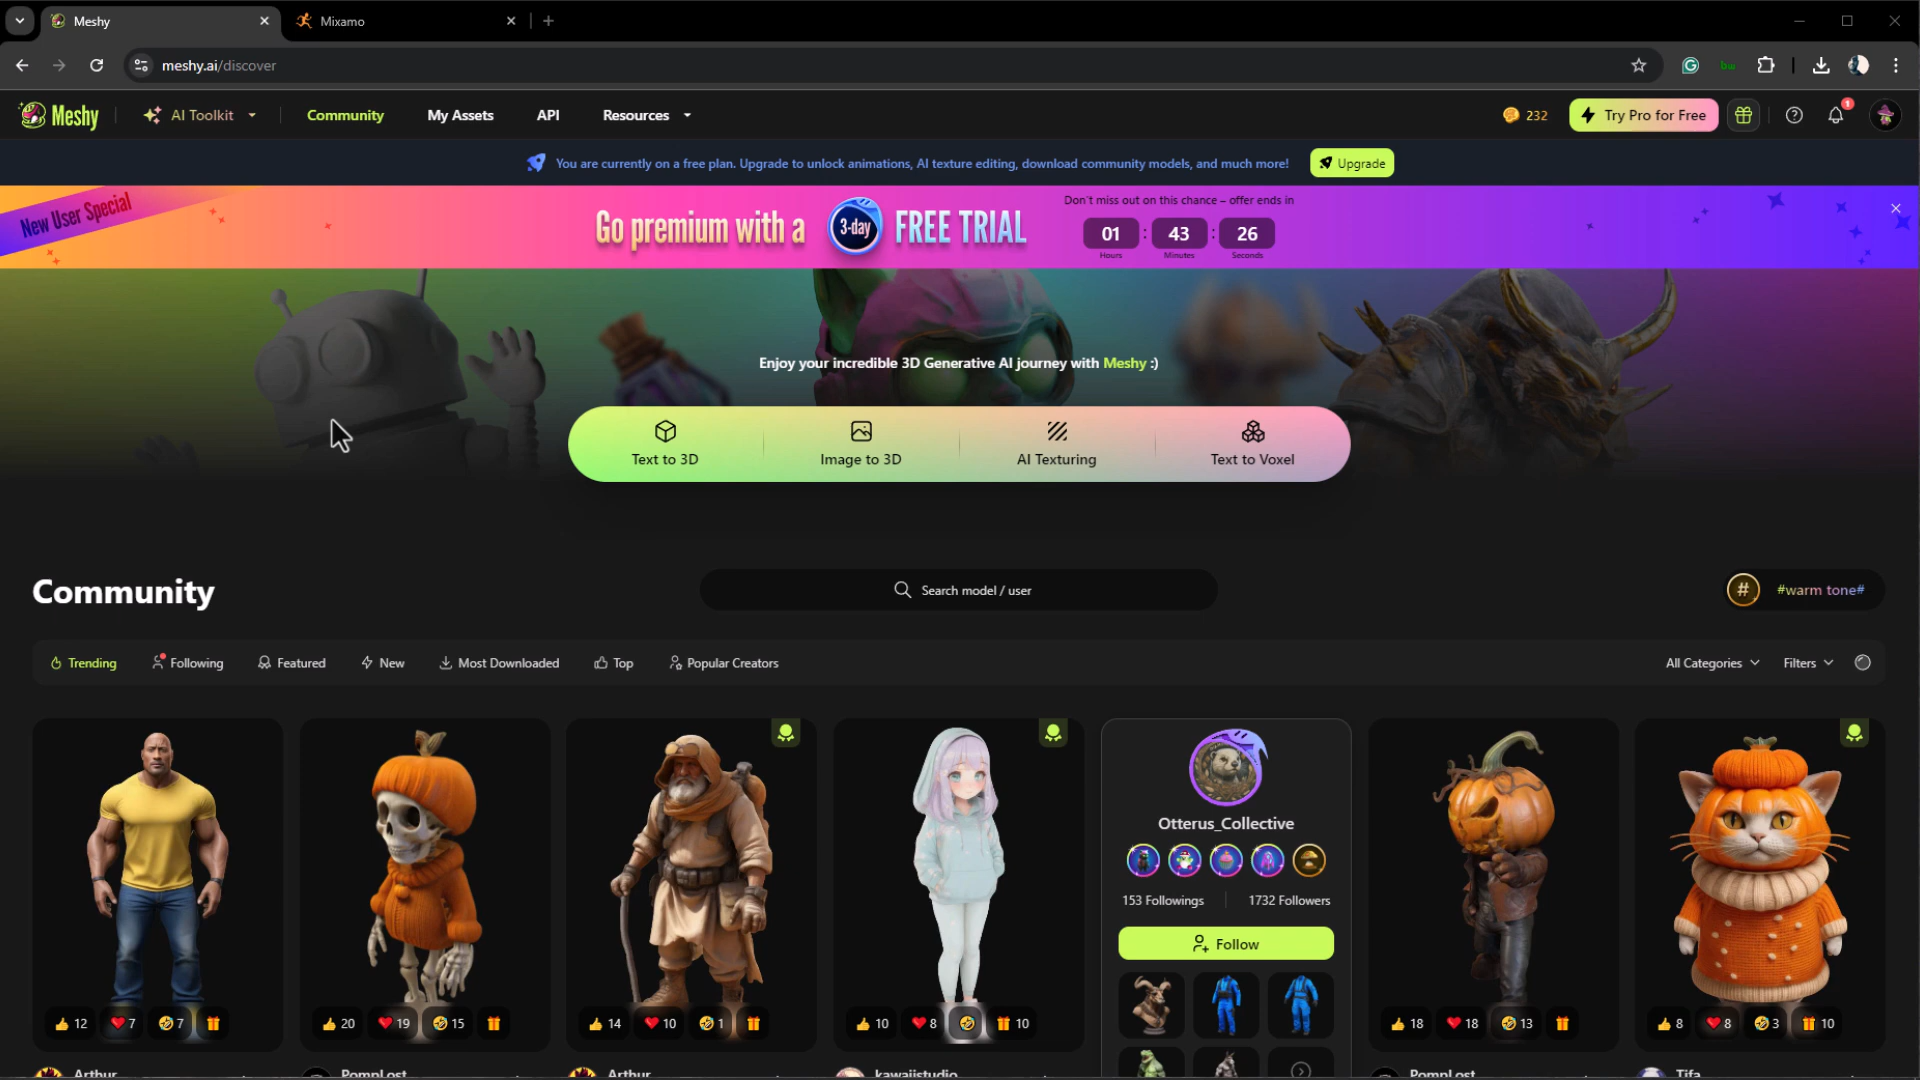 Meshy
Mixamo
meshy.ai/discover
Meshy
AI Toolkit
Community
My Assets
API
Resources
232
Try Pro for Free
1
You are currently on a free plan. Upgrade to unlock animations, AI texture editing, download community models, and much more!
Upgrade
New User Special
Go premium with a 3-day FREE TRIAL
Don't miss out on this chance – offer ends in
01 : 43 : 26
Hours Minutes Seconds
Enjoy your incredible 3D Generative AI journey with Meshy :)
Text to 3D
Image to 3D
AI Texturing
Text to Voxel
Community
Search model / user
# #warm tone#
Trending
Following
Featured
New
Most Downloaded
Top
Popular Creators
All Categories
Filters
Otterus_Collective
153 Followings
1732 Followers
Follow
12 7 7
20 19 15
14 10 1
10 8 10
18 18 13
8 8 3 10
Arthur
PompLost
Arthur
kawaiistudio
PompLost
Tifa